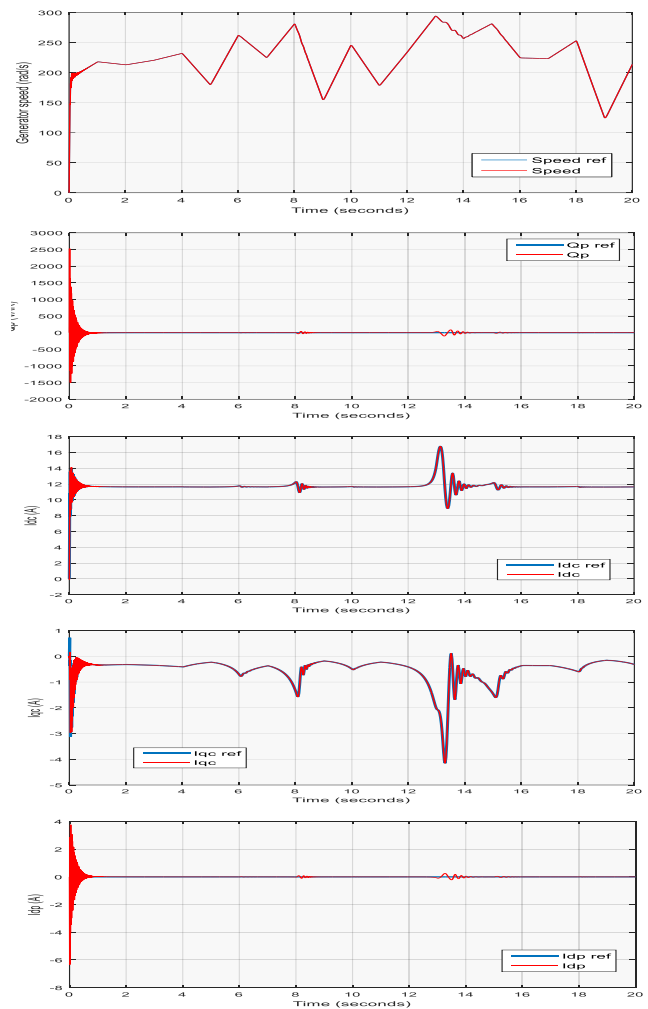 300
250
200
150
100
50
0
Generator speed (rad/s)
Speed ref
Speed
0 2 4 6 8 10 12 14 16 18 20
Time (seconds)
3000
2500
2000
1500
1000
500
0
-500
-1000
-1500
-2000
Qp ref
Qp
0 2 4 6 8 10 12 14 16 18 20
Time (seconds)
18
16
14
12
10
8
6
4
2
0
-2
Idc (A)
Idc ref
Idc
0 2 4 6 8 10 12 14 16 18 20
Time (seconds)
1
0
-1
-2
-3
-4
-5
Iqc (A)
Iqc ref
Iqc
0 2 4 6 8 10 12 14 16 18 20
Time (seconds)
4
2
0
-2
-4
-6
-8
Idp (A)
Idp ref
Idp
0 2 4 6 8 10 12 14 16 18 20
Time (seconds)